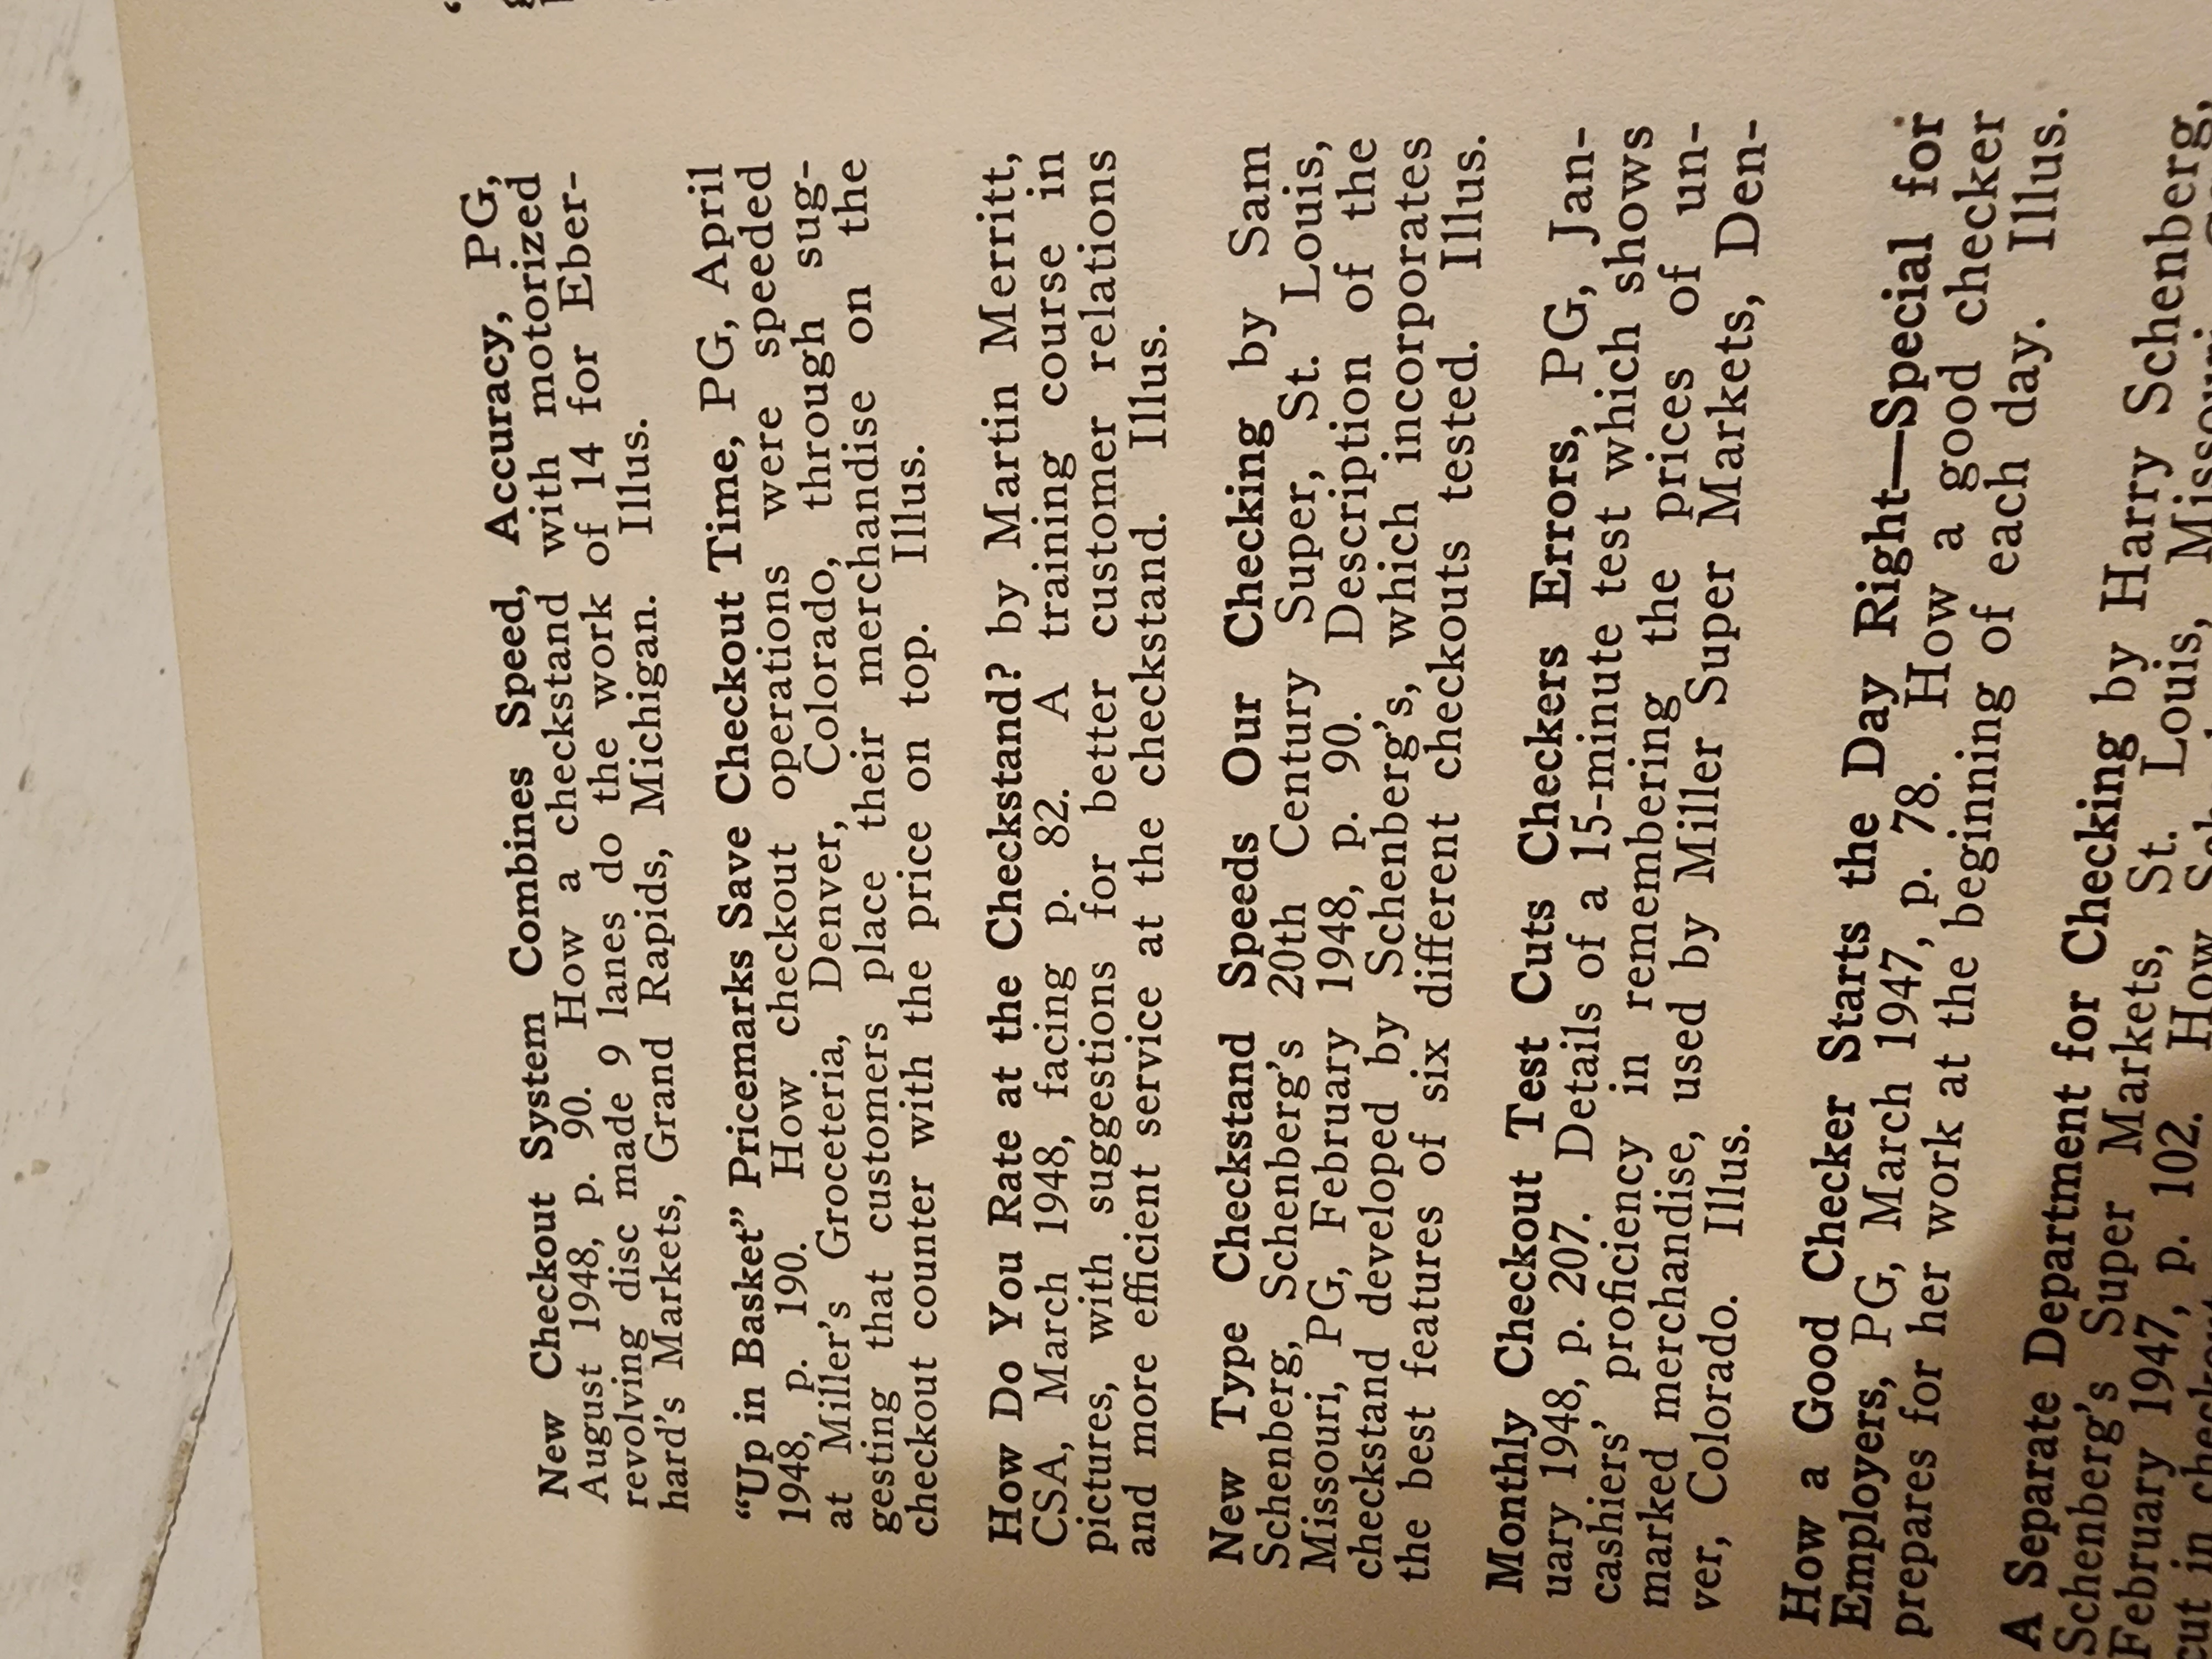 New Checkout System Combines Speed, Accuracy, PG,
August 1948, p. 90. How a checkstand with motorized
revolving disc made 9 lanes do the work of 14 for Eber-
hard's Markets, Grand Rapids, Michigan. Illus.
“Up in Basket” Pricemarks Save Checkout Time, PG, April
1948, p. 190. How checkout operations were speeded
at Miller's Groceteria, Denver, Colorado, through sug-
gesting that customers place their merchandise on the
checkout counter with the price on top. Illus.
How Do You Rate at the Checkstand? by Martin Merritt,
CSA, March 1948, facing p. 82. A training course in
pictures, with suggestions for better customer relations
and more efficient service at the checkstand. Illus.
New Type Checkstand Speeds Our Checking by Sam
Schenberg, Schenberg's 20th Century Super, St. Louis,
Missouri, PG, February 1948, p. 90. Description of the
checkstand developed by Schenberg's, which incorporates
the best features of six different checkouts tested. Illus.
Monthly Checkout Test Cuts Checkers Errors, PG, Jan-
uary 1948, p. 207. Details of a 15-minute test which shows
cashiers' proficiency in remembering the prices of un-
marked merchandise, used by Miller Super Markets, Den-
ver, Colorado. Illus.
How a Good Checker Starts the Day Right—Special for
Employers, PG, March 1947, p. 78. How a good checker
prepares for her work at the beginning of each day. Illus.
A Separate Department for Checking by Harry Schenberg,
Schenberg's Super Markets, St. Louis, Missouri,
February 1947, p. 102. How
cut in